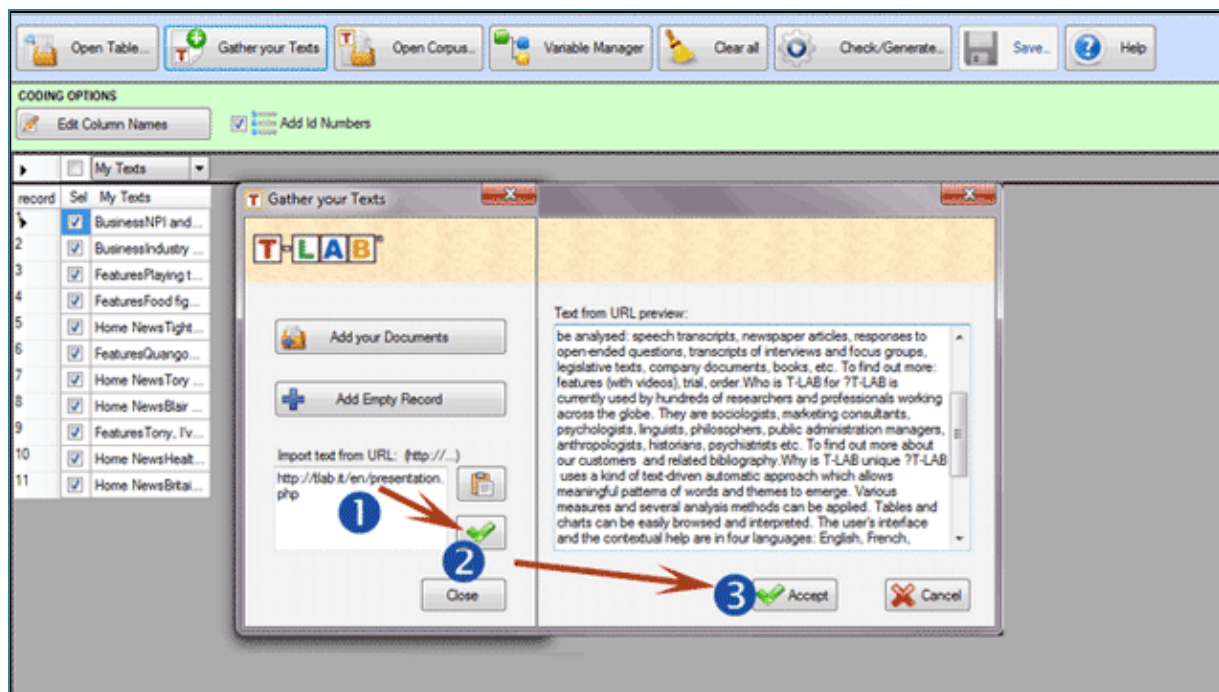 Open Table...
Gather your Texts
Open Corpus...
Variable Manager
Clear all
Check/Generate...
Save...
Help
CODING OPTIONS
Edit Column Names
Add Id Numbers
My Texts
record Sel My Texts
BusinessNPI and...
2 BusinessIndustry ...
3 FeaturesPlaying t...
4 FeaturesFood fig...
5 Home NewsTight...
6 FeaturesQuango...
7 Home NewsTory ...
8 Home NewsBlair ...
9 FeaturesTony, I'v...
10 Home NewsHealt...
11 Home NewsBritai...
T Gather your Texts
T-LAB
Add your Documents
Add Empty Record
Import text from URL: (http://...)
http://tlab.it/en/presentation.
php
1
2
Close
Text from URL preview:
be analysed: speech transcripts, newspaper articles, responses to
open-ended questions, transcripts of interviews and focus groups,
legislative texts, company documents, books, etc. To find out more:
features (with videos), trial, order.Who is T-LAB for ?T-LAB is
currently used by hundreds of researchers and professionals working
across the globe. They are sociologists, marketing consultants,
psychologists, linguists, philosophers, public administration managers,
anthropologists, historians, psychiatrists etc. To find out more about
our customers and related bibliography.Why is T-LAB unique ?T-LAB
uses a kind of text-driven automatic approach which allows
meaningful patterns of words and themes to emerge. Various
measures and several analysis methods can be applied. Tables and
charts can be easily browsed and interpreted. The user's interface
and the contextual help are in four languages: English, French,
3
Accept
Cancel